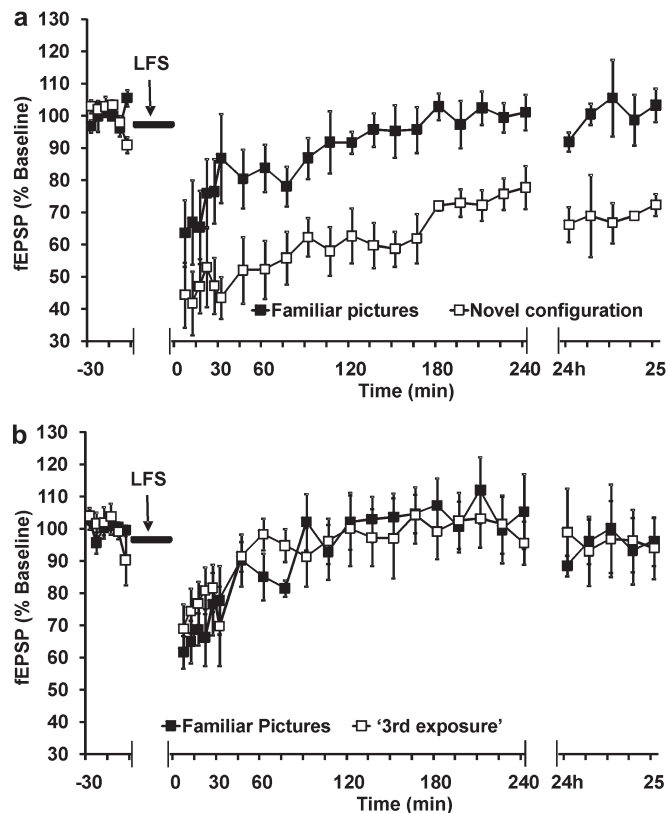 a
fEPSP (% Baseline)
130
120
110
100
90
80
70
60
50
40
30
LFS
Familiar pictures
Novel configuration
-30
0
30
60
120
180
240
24h
25
Time (min)
b
fEPSP (% Baseline)
130
120
110
100
90
80
70
60
50
40
30
LFS
Familiar Pictures
‘3rd exposure’
-30
0
30
60
120
180
240
24h
25
Time (min)